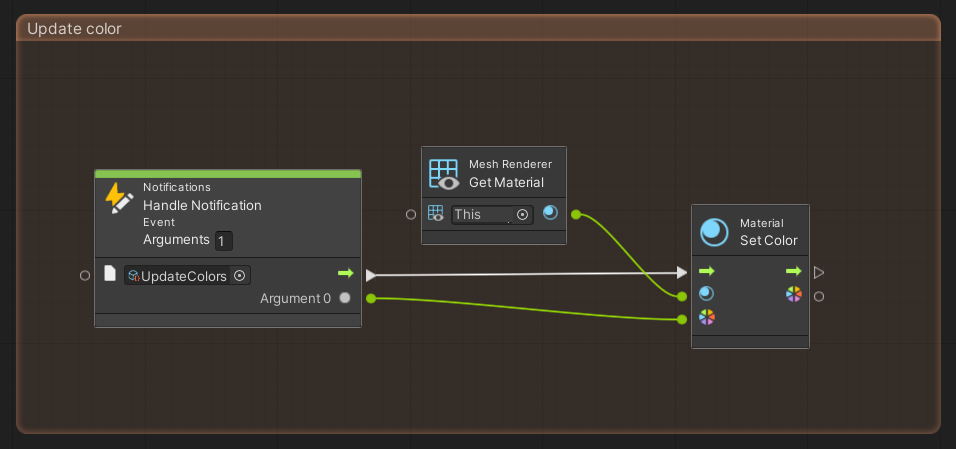 Update color
Notifications
Handle Notification
Event
Arguments 1
UpdateColors
Argument 0
Mesh Renderer
Get Material
This
Material
Set Color